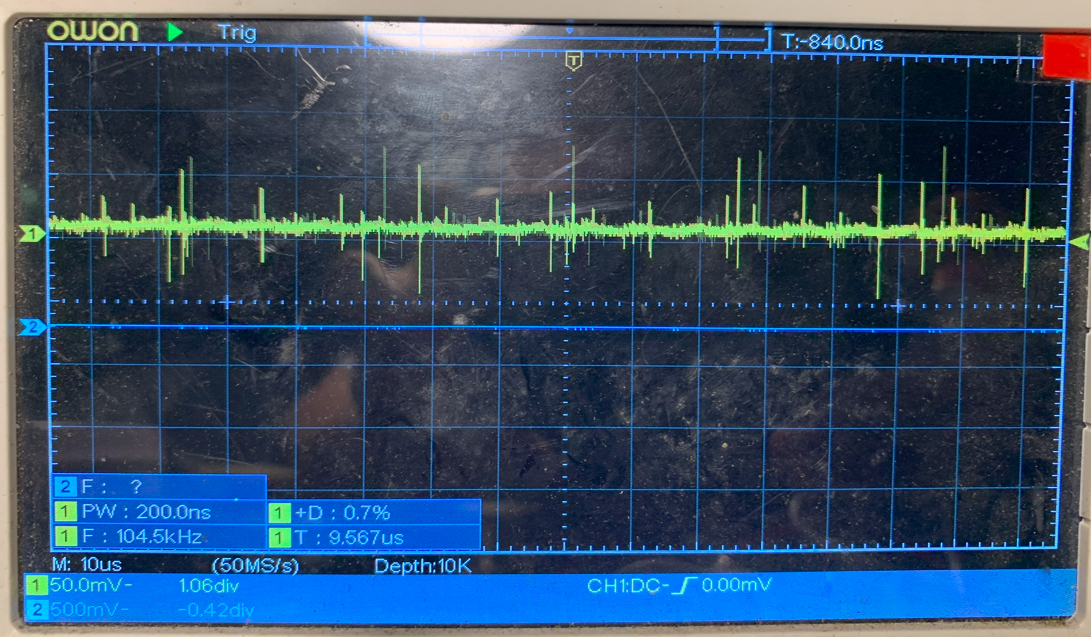 OWON Trig T:-840.0ns
T
1
2
2 F : ?
1 PW : 200.0ns 1 +D : 0.7%
1 F : 104.5kHz 1 T : 9.567us
M: 10us (50MS/s) Depth:10K
1 50.0mV- 1.06div CH1:DC- 0.00mV
2 500mV- -0.42div